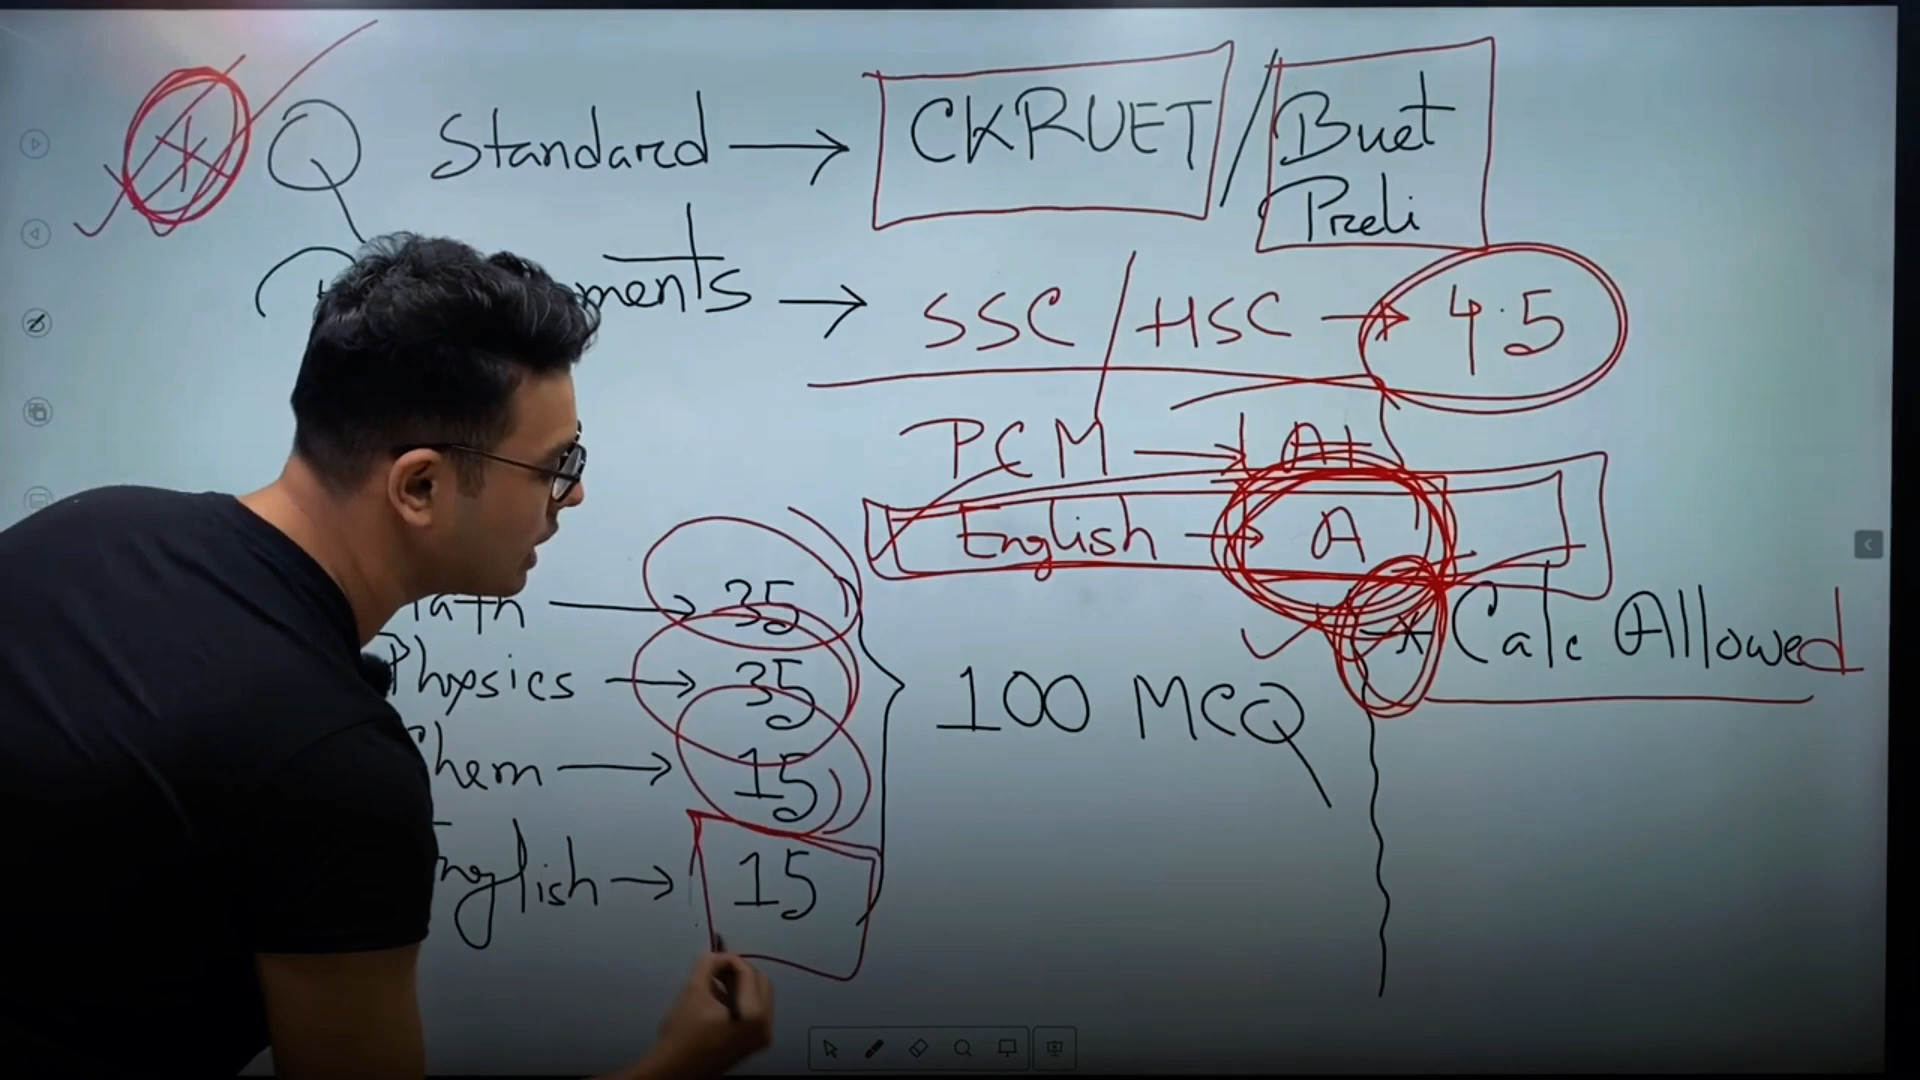 Q Standard → CKRUET / Buet Preli
ments → SSC / HSC → 4.5
PCM → A+
English → A
* Calc Allowed
ath → 35
Physics → 35
hem → 15
nglish → 15
100 MCQ